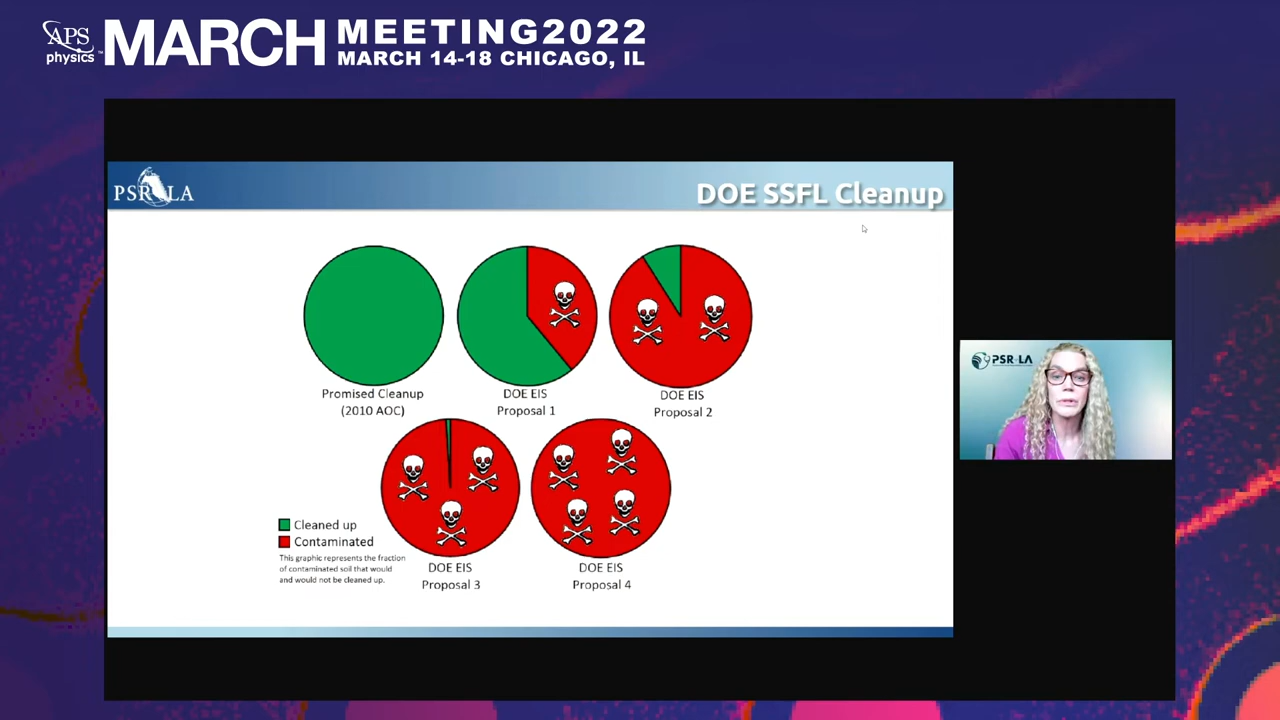 APS
physics
MARCH
MEETING2022
MARCH 14-18 CHICAGO, IL
PSR LA
DOE SSFL Cleanup
Promised Cleanup
(2010 AOC)
DOE EIS
Proposal 1
DOE EIS
Proposal 2
Cleaned up
Contaminated
This graphic represents the fraction
of contaminated soil that would
and would not be cleaned up.
DOE EIS
Proposal 3
DOE EIS
Proposal 4
PSR-LA